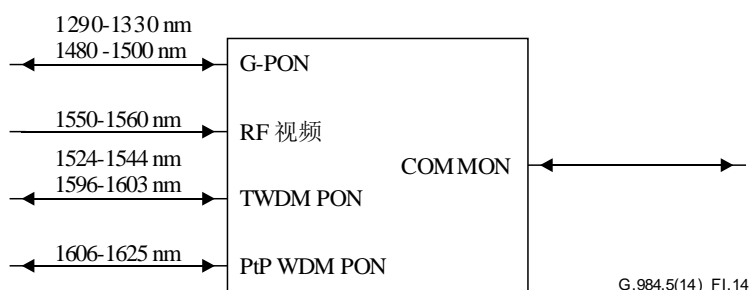 1290-1330 nm
1480 -1500 nm
G-PON
1550-1560 nm
RF 视频
1524-1544 nm
COMMON
1596-1603 nm
TWDM PON
1606-1625 nm
PtP WDM PON
G.984.5(14)_FI.14